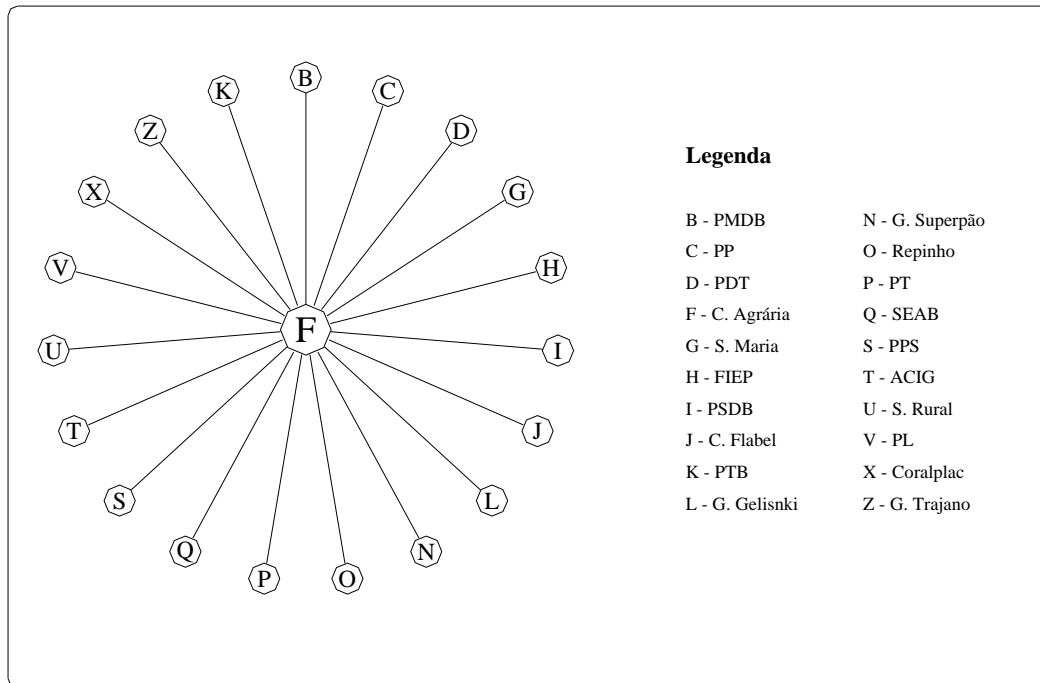 B
K
C
Z
D
X
G
V
H
F
U
I
T
J
S
L
Q
N
P
O
Legenda
B - PMDB
C - PP
D - PDT
F - C. Agrária
G - S. Maria
H - FIEP
I - PSDB
J - C. Flabel
K - PTB
L - G. Gelisnki
N - G. Superpão
O - Repinho
P - PT
Q - SEAB
S - PPS
T - ACIG
U - S. Rural
V - PL
X - Coralplac
Z - G. Trajano